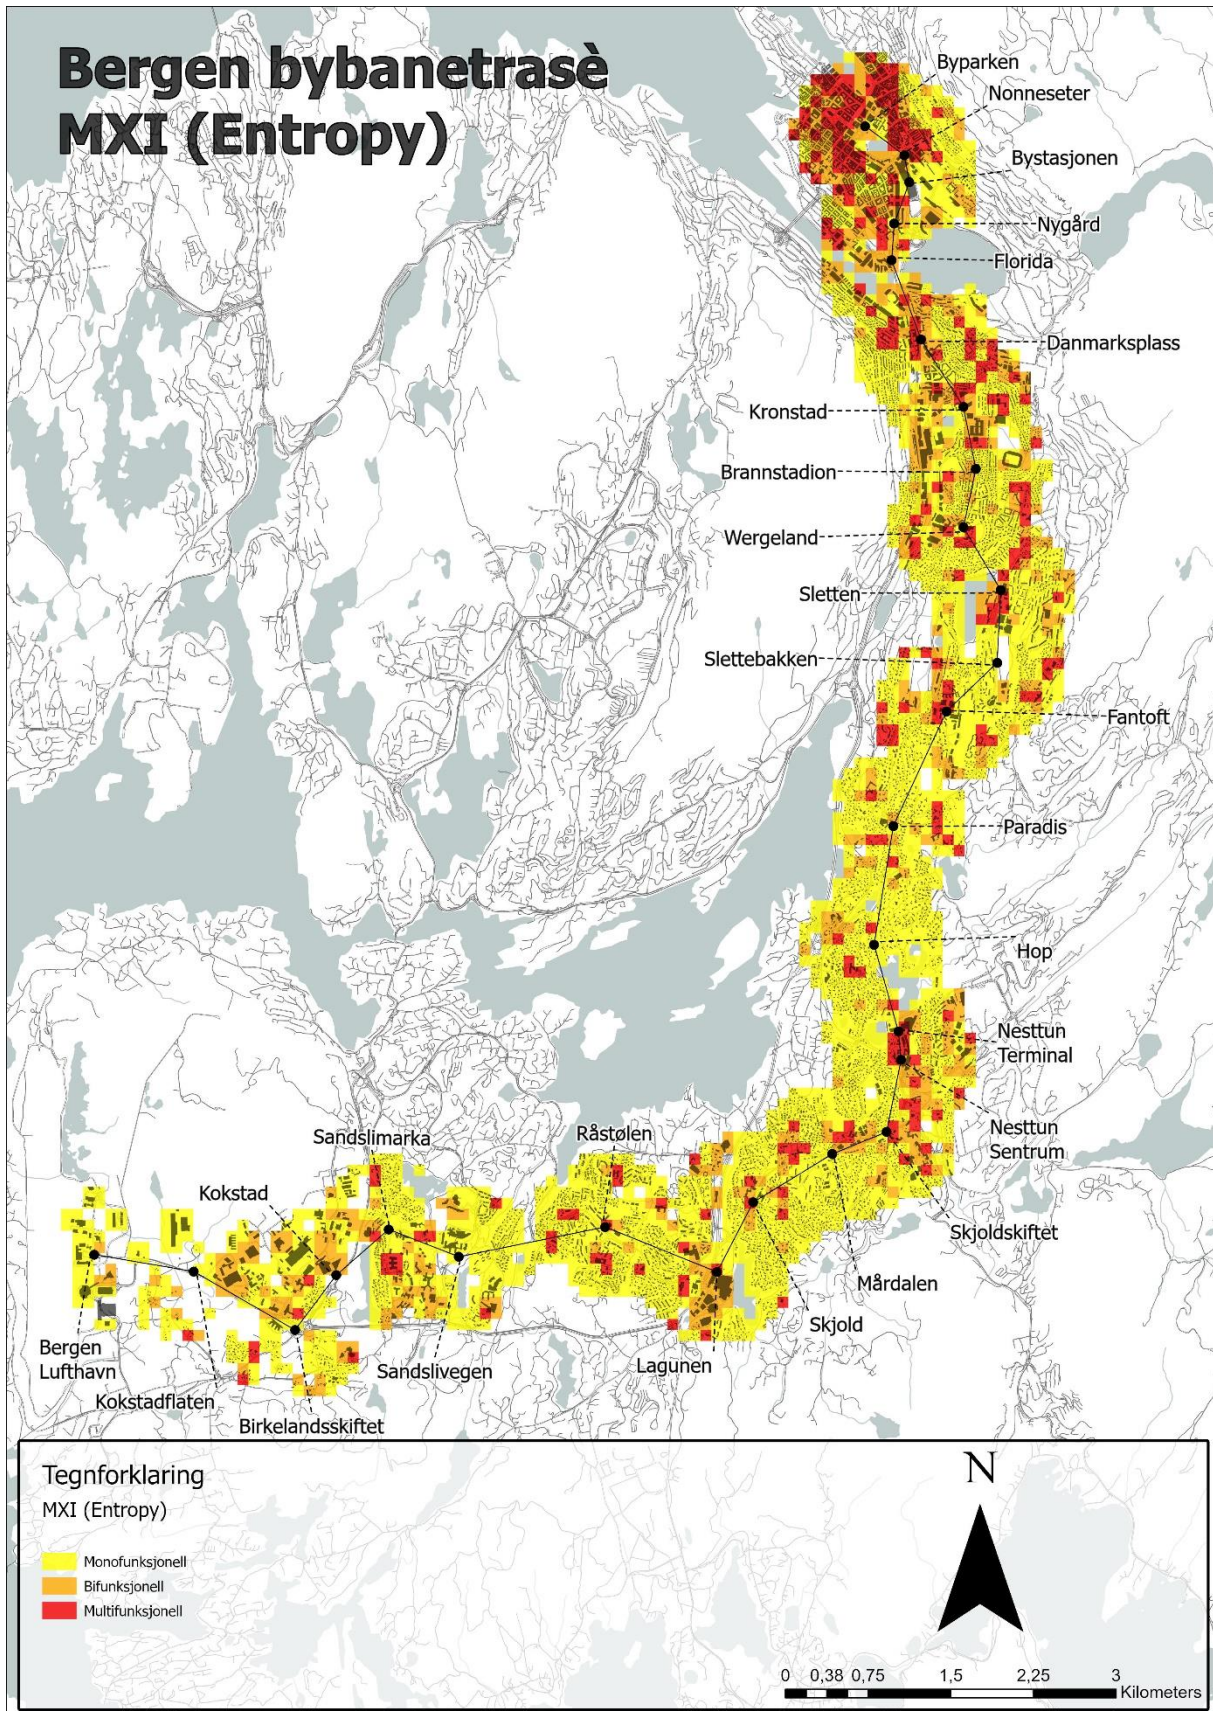 Bergen bybanetrasè
MXI (Entropy)
Byparken
Nonneseter
Bystasjonen
Nygård
Florida
Danmarksplass
Kronstad
Brannstadion
Wergeland
Sletten
Slettebakken
Fantoft
Paradis
Hop
Nesttun
Terminal
Nesttun
Sentrum
Sandslimarka
Råstølen
Kokstad
Skjoldskiftet
Mårdalen
Skjold
Lagunen
Bergen
Lufthavn
Sandslivegen
Kokstadflaten
Birkelandsskiftet
Tegnforklaring
MXI (Entropy)
Monofunksjonell
Bifunksjonell
Multifunksjonell
N
0 0,38 0,75 1,5 2,25 3
Kilometers